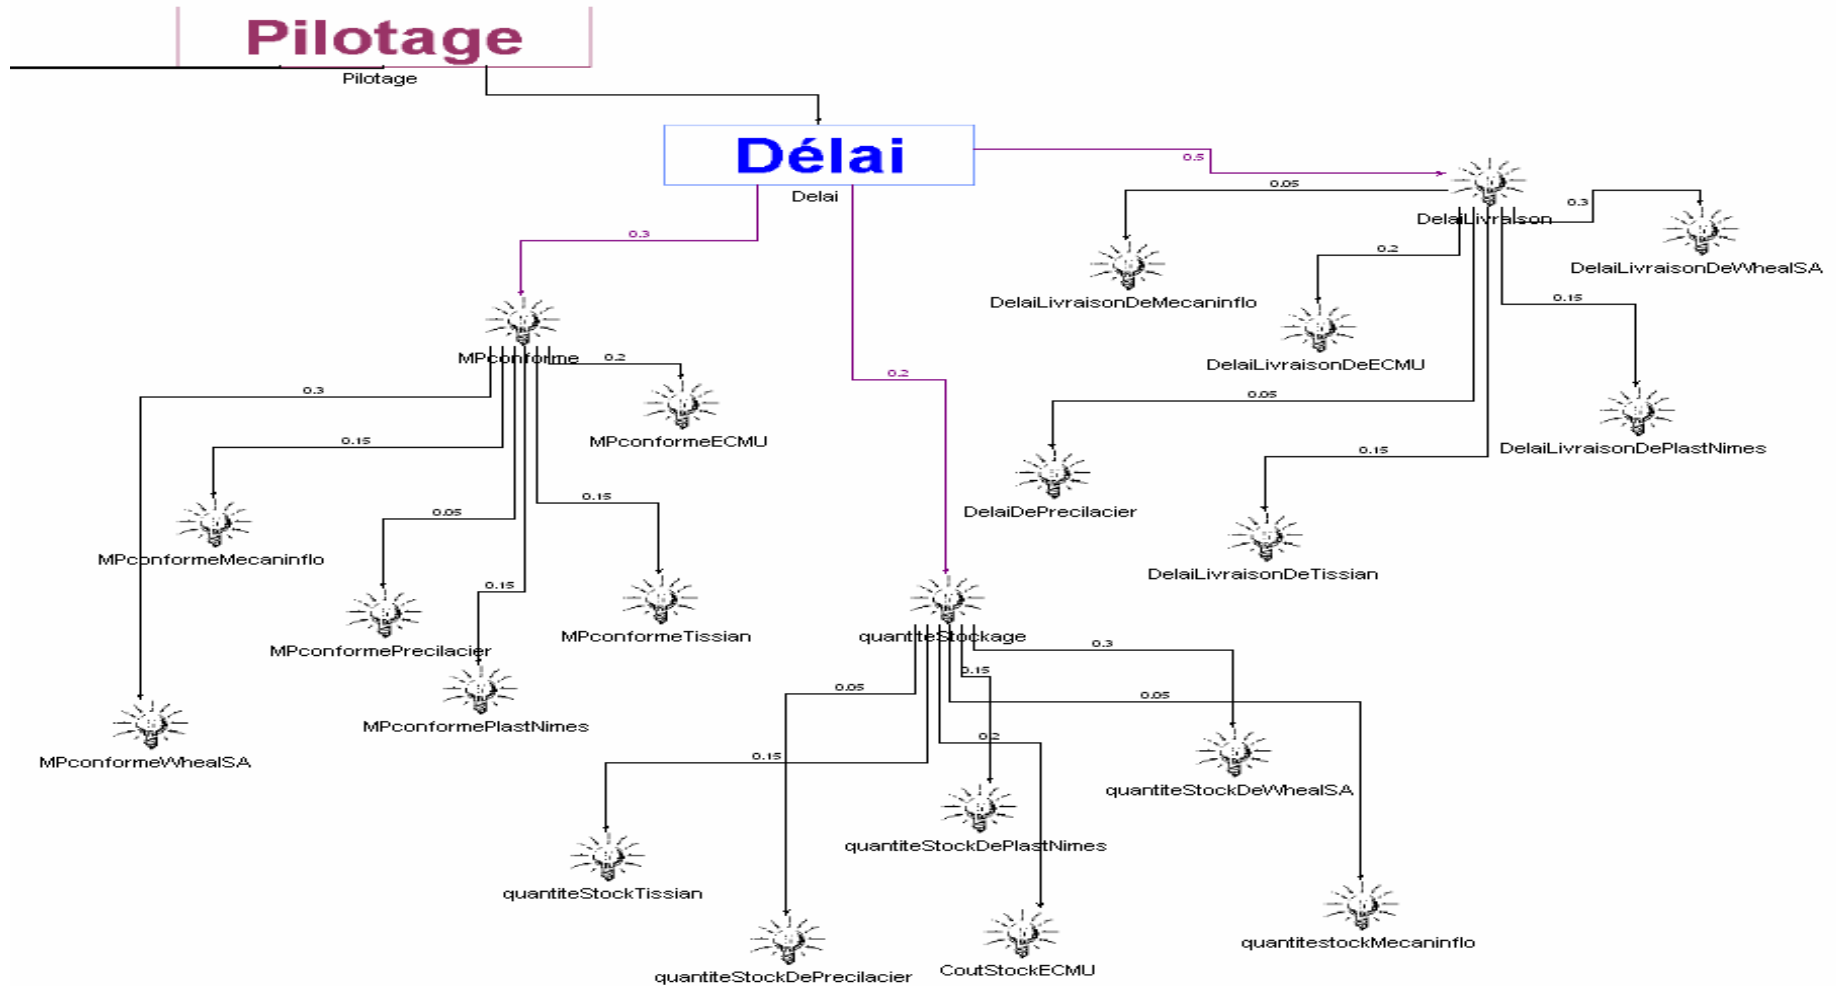 Pilotage
Pilotage
Délai
Delai
0.5
DelaiLivraison
0.05
0.3
0.2
0.15
0.05
0.15
DelaiLivraisonDeWhealSA
DelaiLivraisonDeMecaninflo
DelaiLivraisonDeECMU
DelaiLivraisonDePlastNimes
DelaiDePrecilacier
DelaiLivraisonDeTissian
0.3
MPconforme
0.2
0.3
0.15
0.15
0.05
0.15
MPconformeECMU
MPconformeMecaninflo
MPconformeTissian
MPconformePrecilacier
MPconformePlastNimes
MPconformeWhealSA
0.2
quantiteStockage
0.3
0.15
0.05
0.05
0.2
0.15
quantiteStockDeWhealSA
quantiteStockDePlastNimes
quantiteStockTissian
quantitestockMecaninflo
CoutStockECMU
quantiteStockDePrecilacier